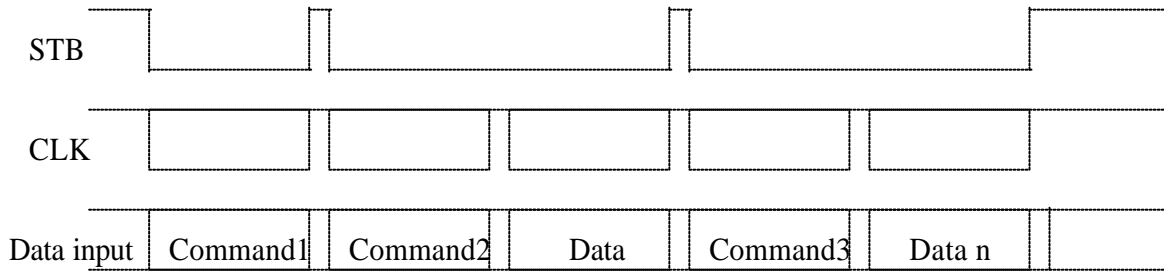 STB
CLK
Data input Command1 Command2 Data Command3 Data n